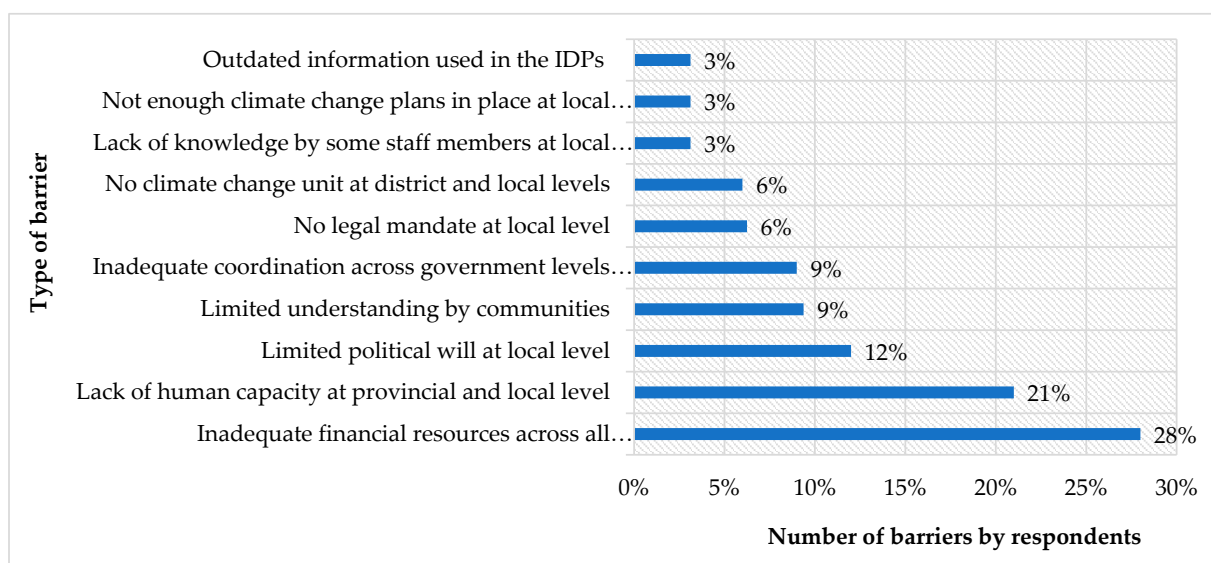 Outdated information used in the IDPs 3%
Not enough climate change plans in place at local… 3%
Lack of knowledge by some staff members at local… 3%
No climate change unit at district and local levels 6%
No legal mandate at local level 6%
Inadequate coordination across government levels… 9%
Limited understanding by communities 9%
Limited political will at local level 12%
Lack of human capacity at provincial and local level 21%
Inadequate financial resources across all… 28%
Type of barrier
0% 5% 10% 15% 20% 25% 30%
Number of barriers by respondents